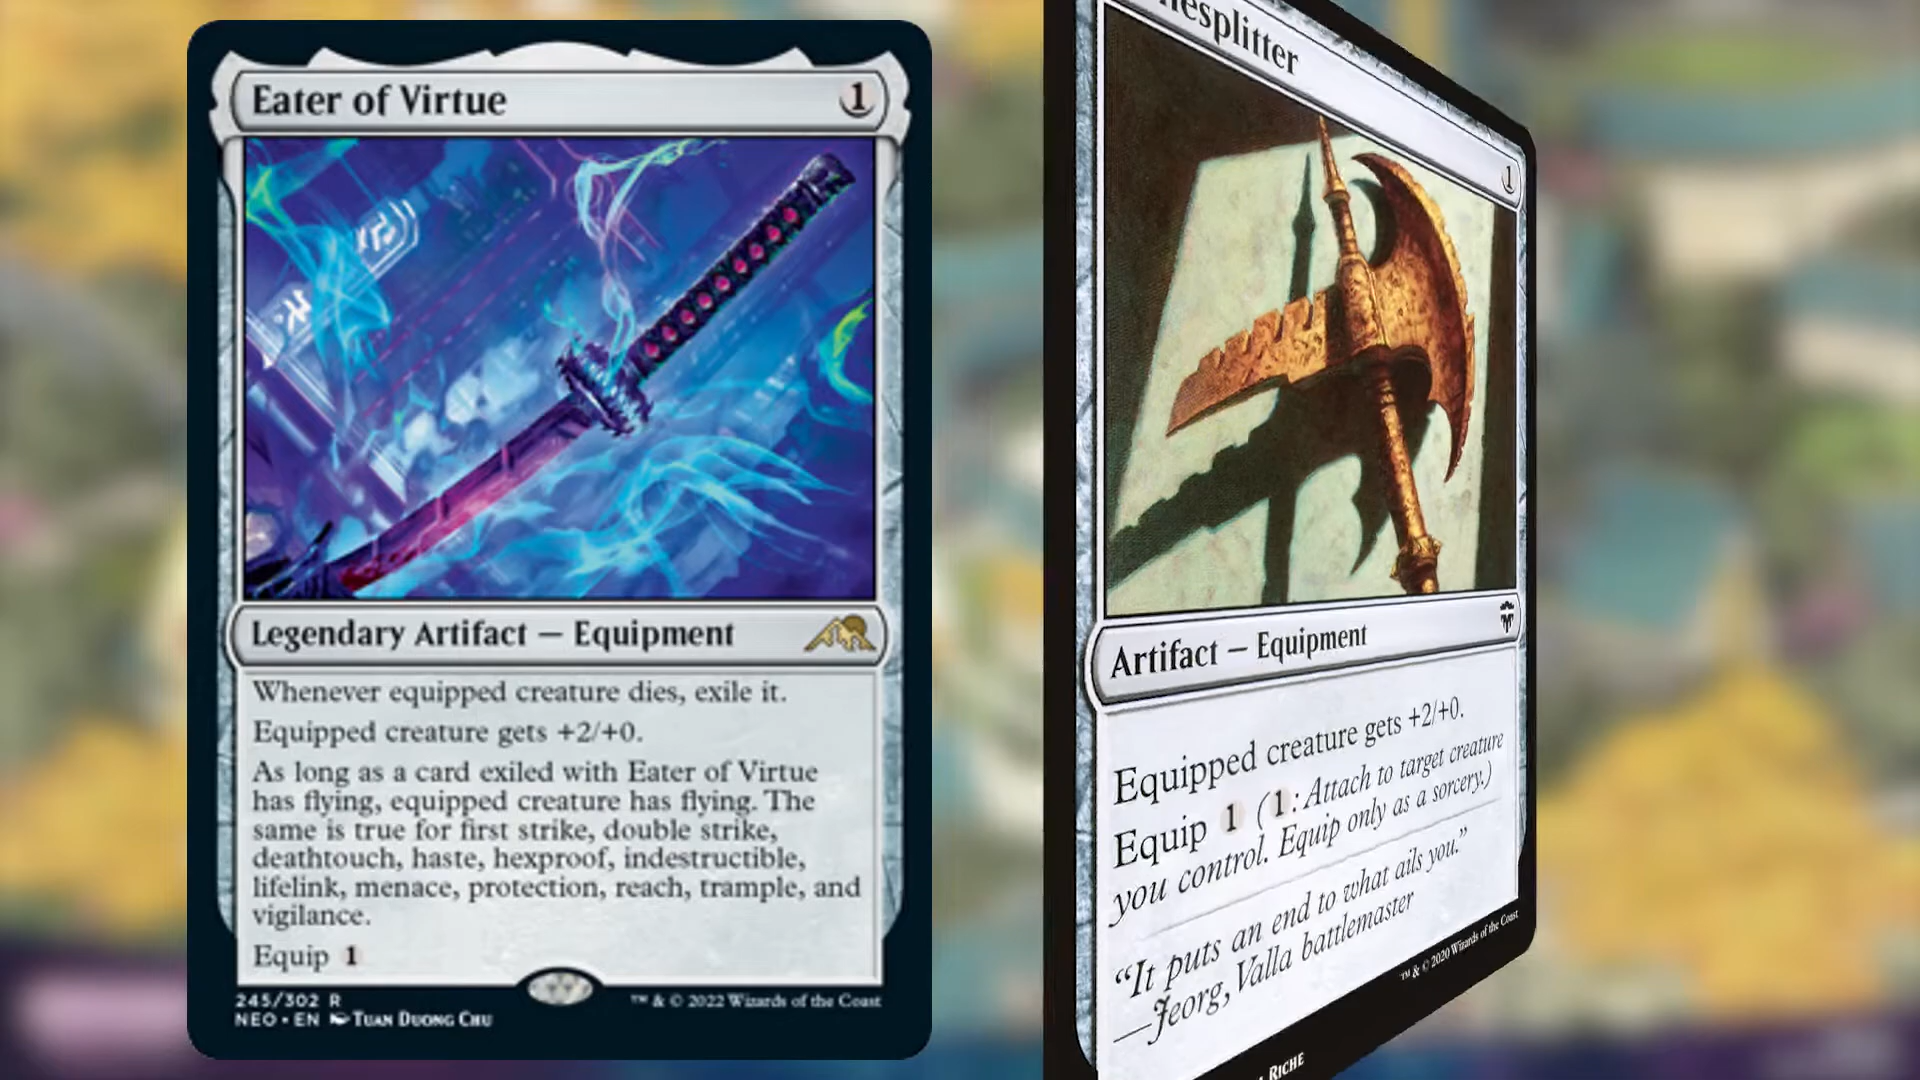 Eater of Virtue 1
Legendary Artifact — Equipment
Whenever equipped creature dies, exile it.
Equipped creature gets +2/+0.
As long as a card exiled with Eater of Virtue
has flying, equipped creature has flying. The
same is true for first strike, double strike,
deathtouch, haste, hexproof, indestructible,
lifelink, menace, protection, reach, trample, and
vigilance.
Equip 1
245/302 R
NEO • EN Tuan Duong Chu
™ & © 2022 Wizards of the Coast
esplitter
1
Artifact — Equipment
Equipped creature gets +2/+0.
Equip 1 (1: Attach to target creature
you control. Equip only as a sorcery.)
“It puts an end to what ails you.”
—Jeorg, Valla battlemaster
™ & © 2020 Wizards of the Coast
Riche